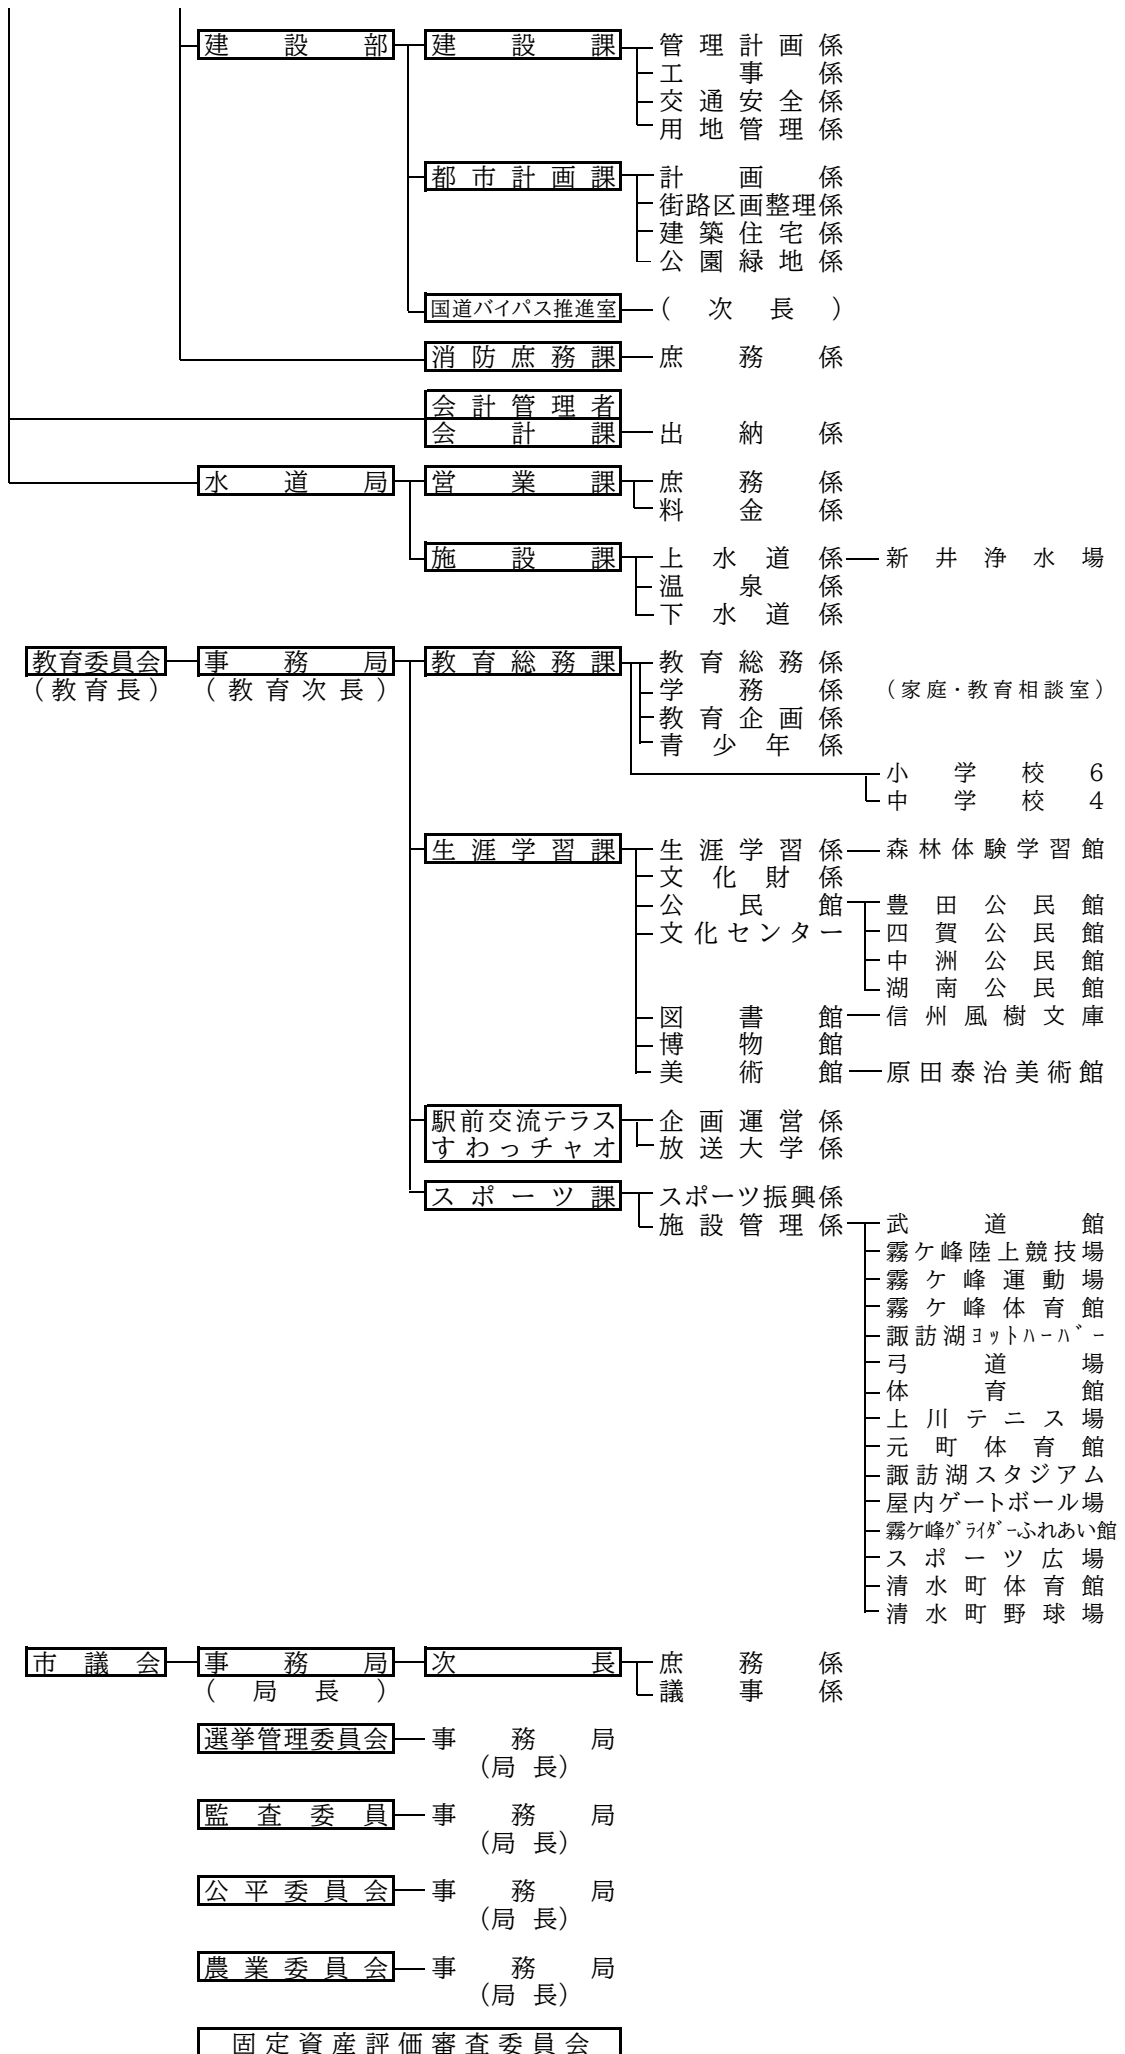 建設部 建設課 管理計画係
工事係
交通安全係
用地管理係
都市計画課 計画係
街路区画整理係
建築住宅係
公園緑地係
国道バイパス推進室 (次長)
消防庶務課 庶務係
会計管理者
会計課 出納係
水道局 営業課 庶務係
料金係
施設課 上水道係 新井浄水場
温泉係
下水道係
教育委員会 事務局 教育総務課 教育総務係
(教育長) (教育次長) 学務係 (家庭・教育相談室)
教育企画係
青少年係
小学校6
中学校4
生涯学習課 生涯学習係 森林体験学習館
文化財係
公民館 豊田公民館
文化センター 四賀公民館
中洲公民館
湖南公民館
図書館 信州風樹文庫
博物館
美術館 原田泰治美術館
駅前交流テラス 企画運営係
すわっチャオ 放送大学係
スポーツ課 スポーツ振興係
施設管理係 武道館
霧ケ峰陸上競技場
霧ケ峰運動場
霧ケ峰体育館
諏訪湖ﾖｯﾄﾊｰﾊﾞｰ
弓道場
体育館
上川テニス場
元町体育館
諏訪湖スタジアム
屋内ゲートボール場
霧ケ峰ｸﾞﾗｲﾀﾞｰふれあい館
スポーツ広場
清水町体育館
清水町野球場
市議会 事務局 次長 庶務係
(局長) 議事係
選挙管理委員会 事務局
(局長)
監査委員 事務局
(局長)
公平委員会 事務局
(局長)
農業委員会 事務局
(局長)
固定資産評価審査委員会